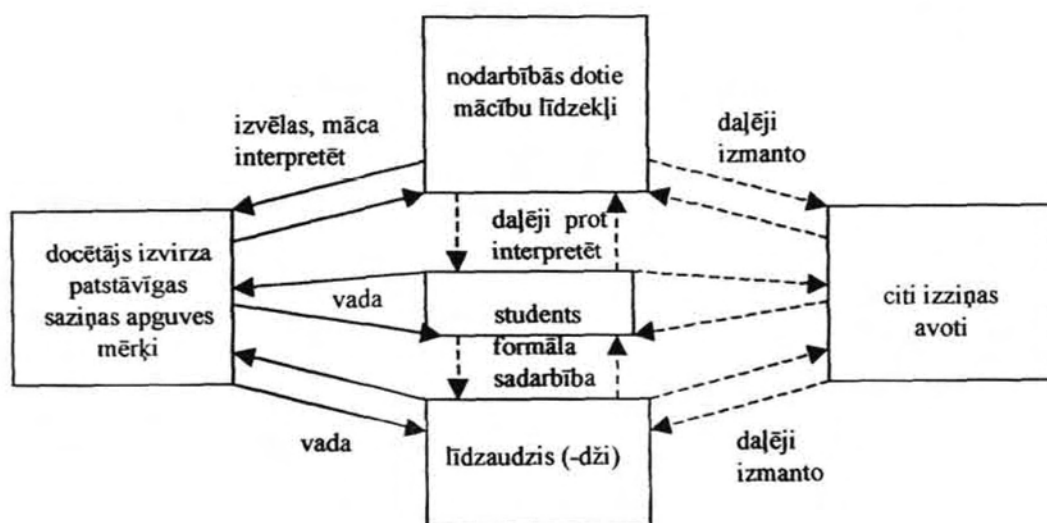 nodarbībās dotie
mācību līdzekļi
izvēlas, māca
interpretēt
daļēji
izmanto
docētājs izvirza
patstāvīgas
saziņas apguves
mērķi
daļēji prot
interpretēt
vada
students
citi izziņas
avoti
formāla
sadarbība
vada
līdzaudzis (-dži)
daļēji
izmanto